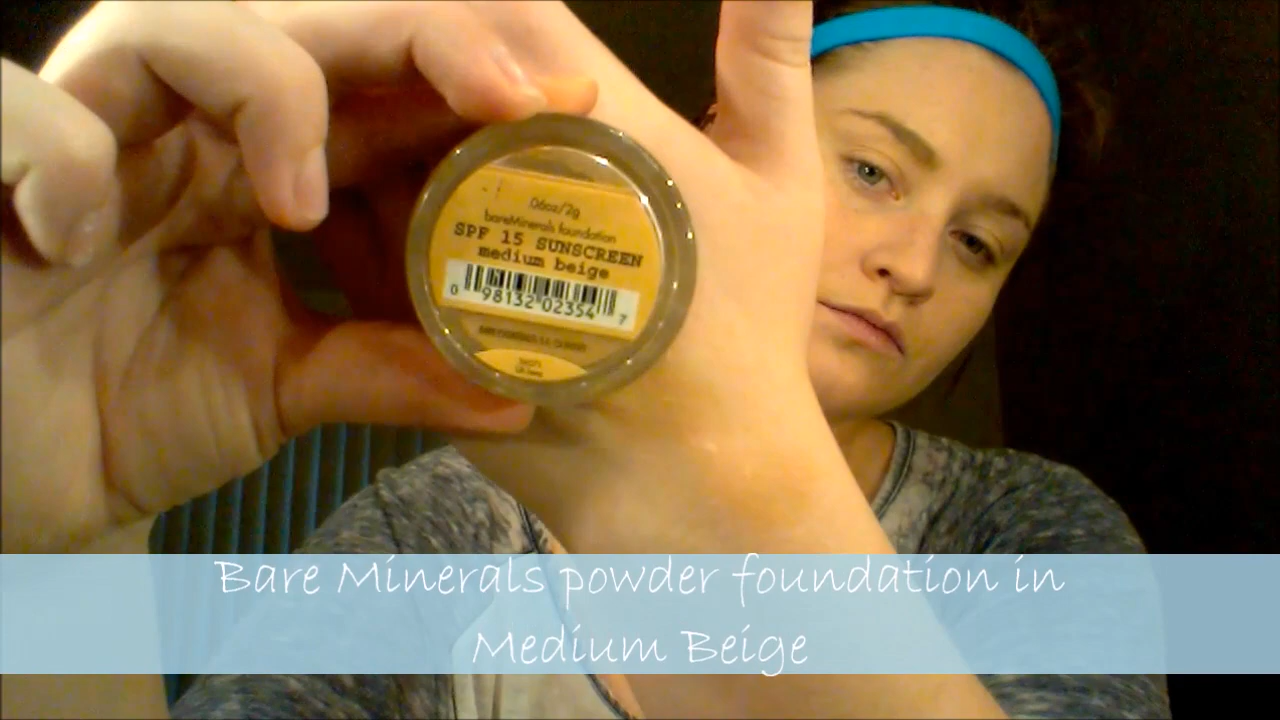 .06oz/2g
bareMinerals foundation
SPF 15 SUNSCREEN
medium beige
0 98132 02354 7
Bare Minerals powder foundation in
Medium Beige